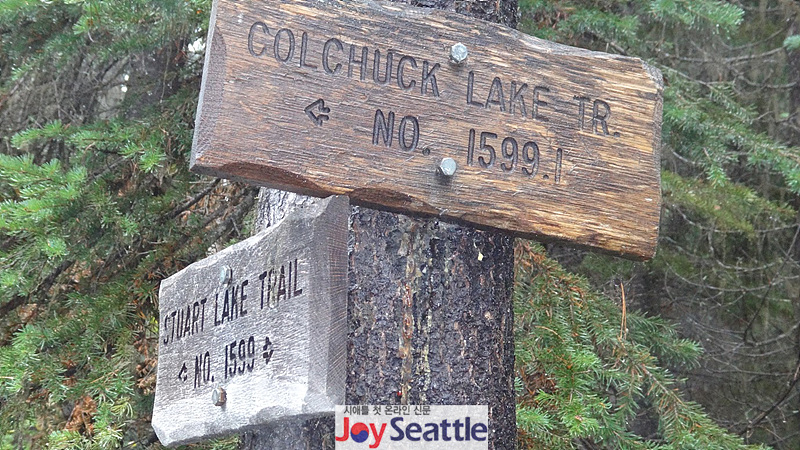 COLCHUCK LAKE TR.
NO. 1599.1
STUART LAKE TRAIL
NO. 1599
시애틀 첫 온라인 신문
JoySeattle